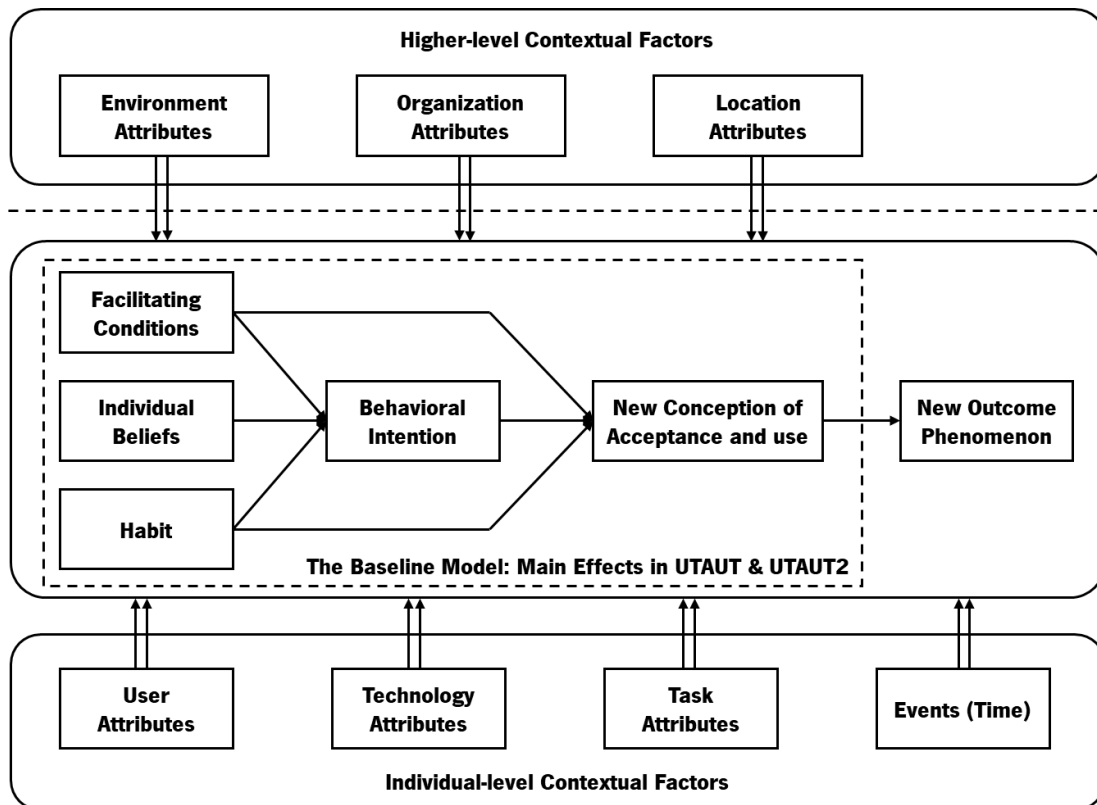 Higher-level Contextual Factors
Environment
Attributes
Organization
Attributes
Location
Attributes
Facilitating
Conditions
Individual
Beliefs
Habit
Behavioral
Intention
New Conception of
Acceptance and use
New Outcome
Phenomenon
The Baseline Model: Main Effects in UTAUT & UTAUT2
User
Attributes
Technology
Attributes
Task
Attributes
Events (Time)
Individual-level Contextual Factors